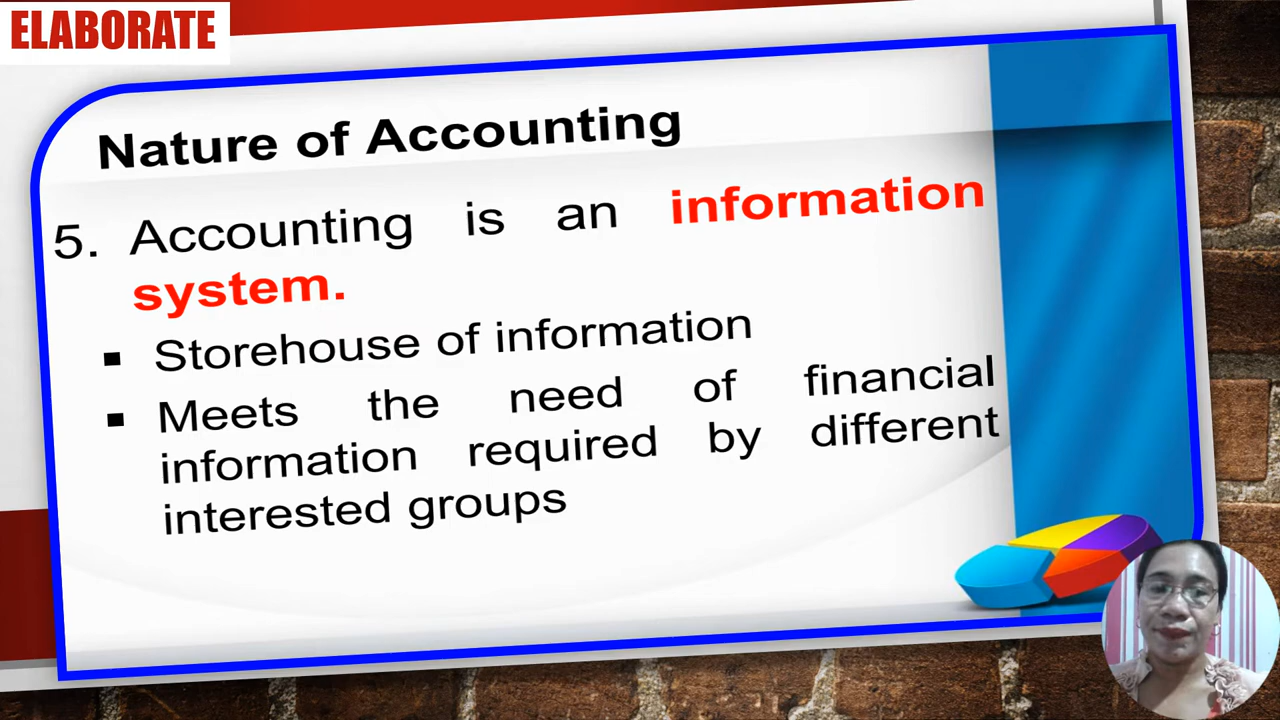 ELABORATE
Nature of Accounting
5. Accounting is an information
system.
▪ Storehouse of information
▪ Meets the need of financial
information required by different
interested groups